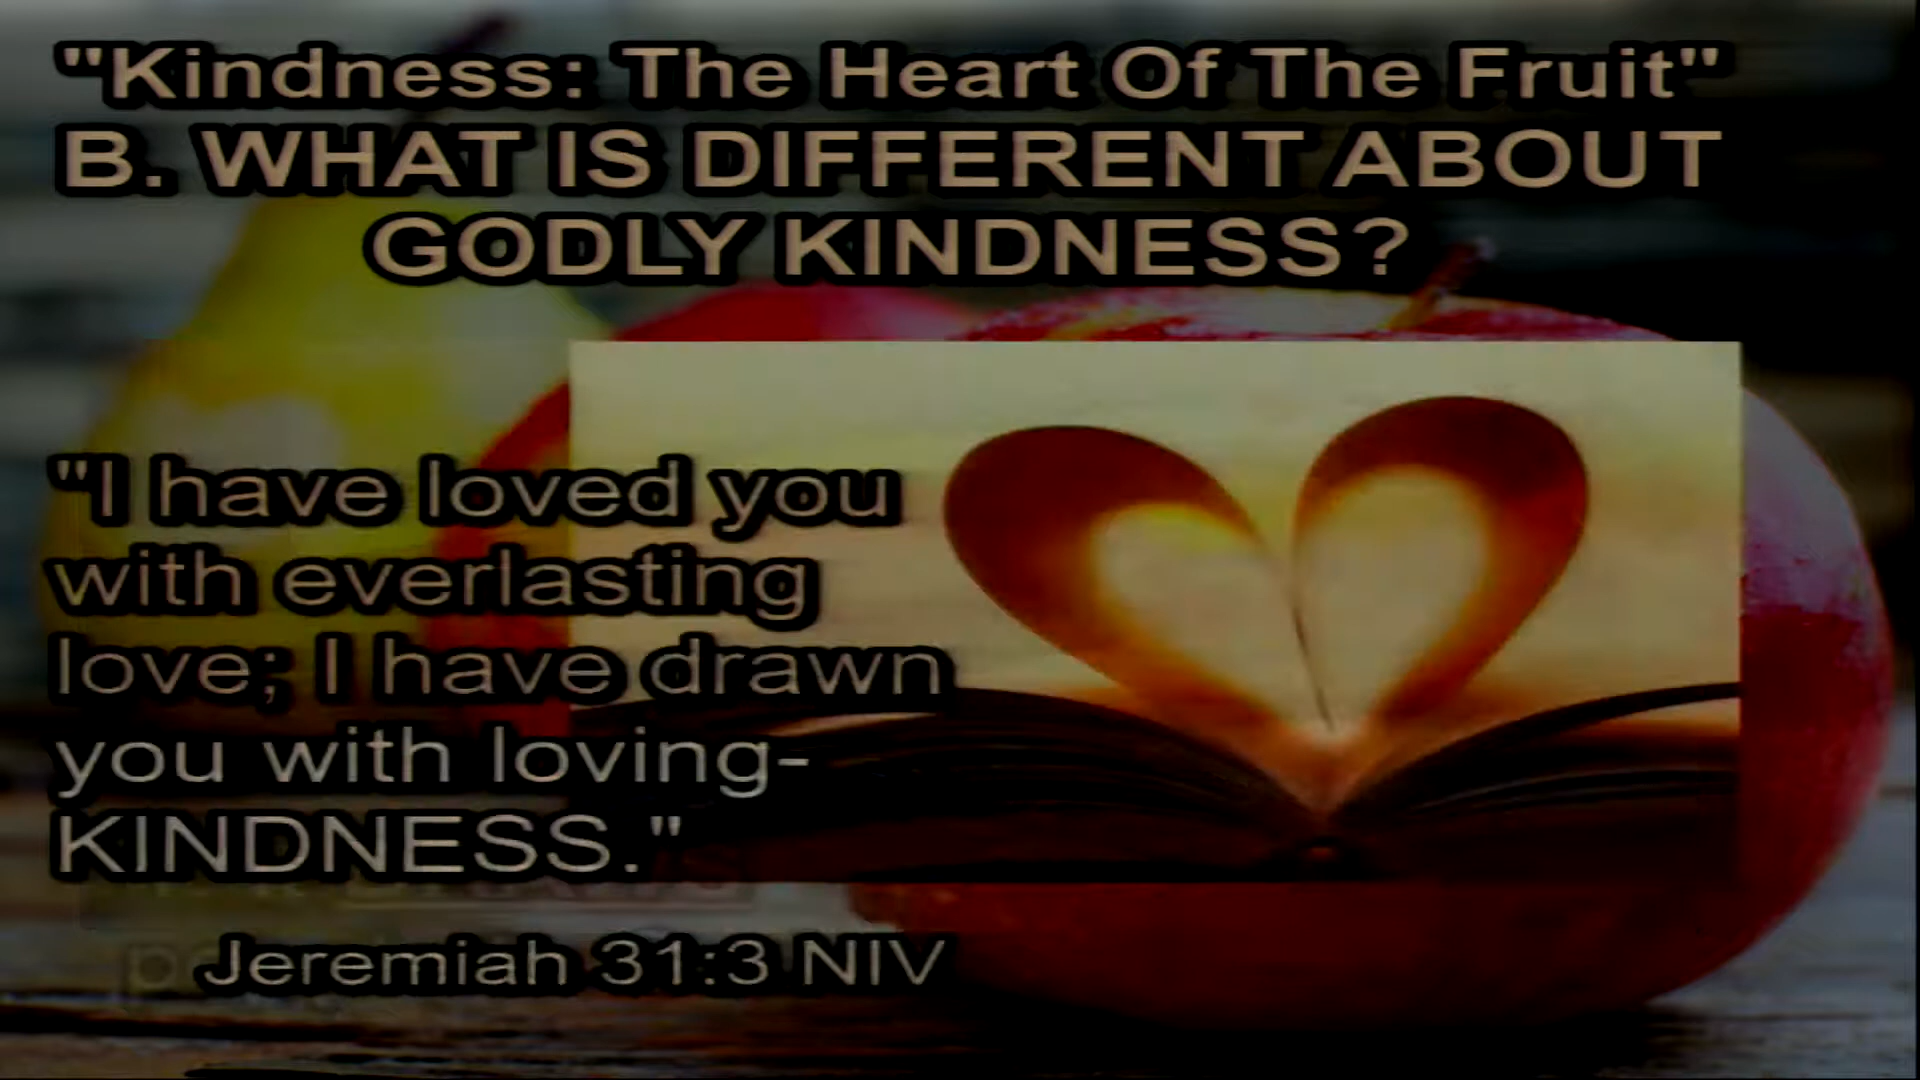 "Kindness: The Heart Of The Fruit"
B. WHAT IS DIFFERENT ABOUT
GODLY KINDNESS?
"I have loved you
with everlasting
love; I have drawn
you with loving-
KINDNESS."
Jeremiah 31:3 NIV